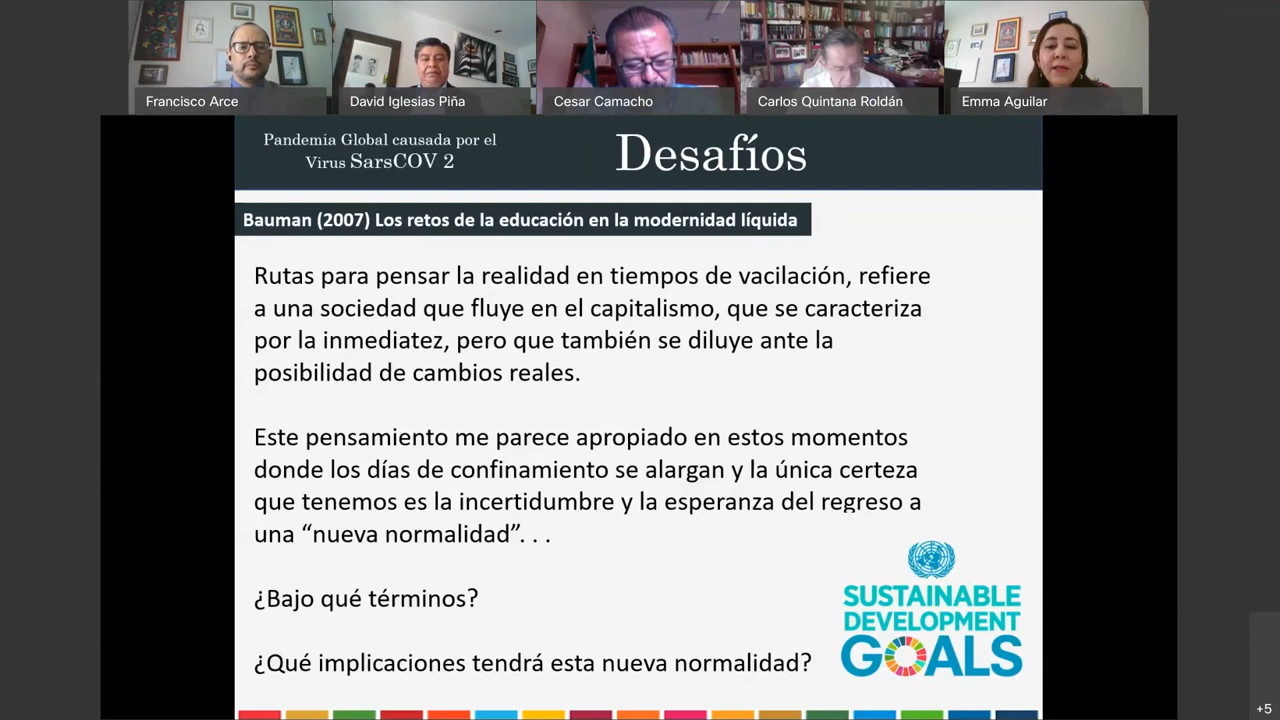 Francisco Arce
David Iglesias Piña
Cesar Camacho
Carlos Quintana Roldán
Emma Aguilar
Pandemia Global causada por el
Virus SarsCOV 2
Desafíos
Bauman (2007) Los retos de la educación en la modernidad líquida
Rutas para pensar la realidad en tiempos de vacilación, refiere
a una sociedad que fluye en el capitalismo, que se caracteriza
por la inmediatez, pero que también se diluye ante la
posibilidad de cambios reales.
Este pensamiento me parece apropiado en estos momentos
donde los días de confinamiento se alargan y la única certeza
que tenemos es la incertidumbre y la esperanza del regreso a
una “nueva normalidad”. . .
¿Bajo qué términos?
¿Qué implicaciones tendrá esta nueva normalidad?
SUSTAINABLE
DEVELOPMENT
GOALS
+5